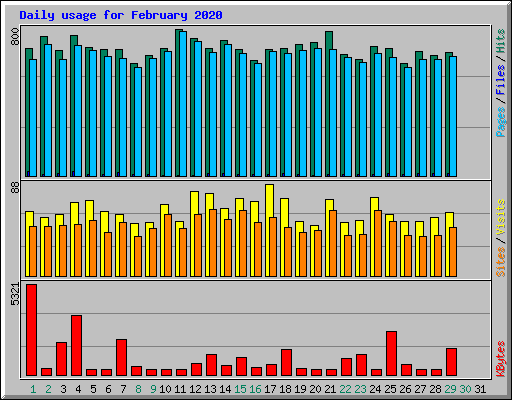 Daily usage for February 2020
800
Pages / Files / Hits
88
Sites / Visits
5321
KBytes
1 2 3 4 5 6 7 8 9 10 11 12 13 14 15 16 17 18 19 20 21 22 23 24 25 26 27 28 29 30 31